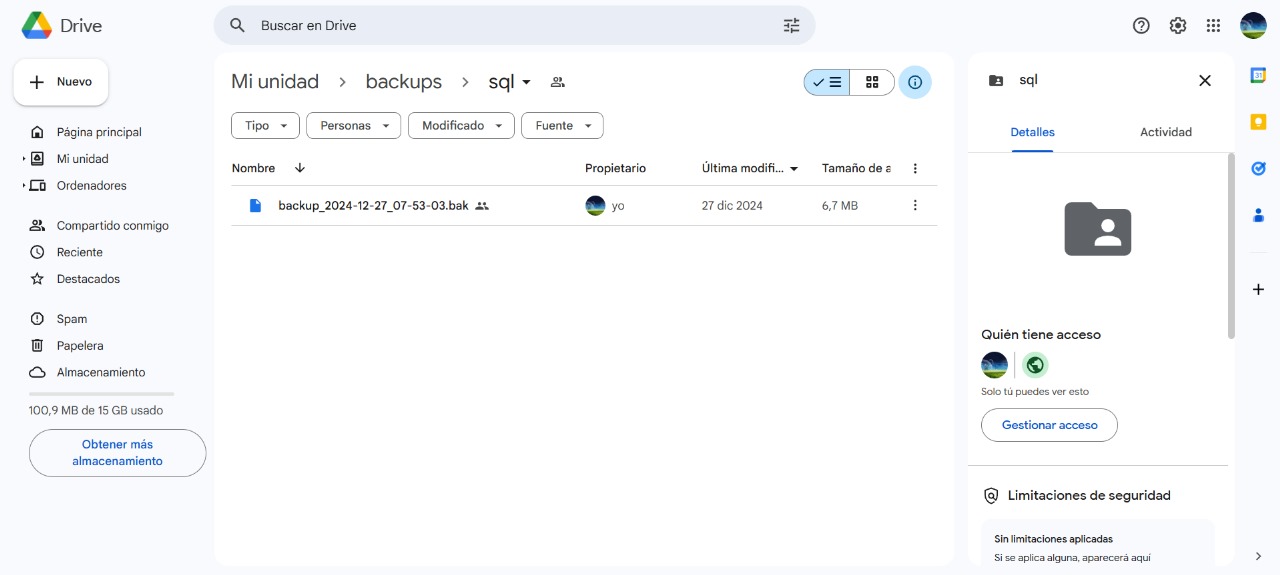 Drive
Buscar en Drive
Nuevo
Página principal
Mi unidad
Ordenadores
Compartido conmigo
Reciente
Destacados
Spam
Papelera
Almacenamiento
100,9 MB de 15 GB usado
Obtener más
almacenamiento
Mi unidad > backups > sql
Tipo Personas Modificado Fuente
Nombre Propietario Última modifi... Tamaño de a
backup_2024-12-27_07-53-03.bak yo 27 dic 2024 6,7 MB
sql
Detalles Actividad
Quién tiene acceso
Solo tú puedes ver esto
Gestionar acceso
Limitaciones de seguridad
Sin limitaciones aplicadas
Si se aplica alguna, aparecerá aquí
31